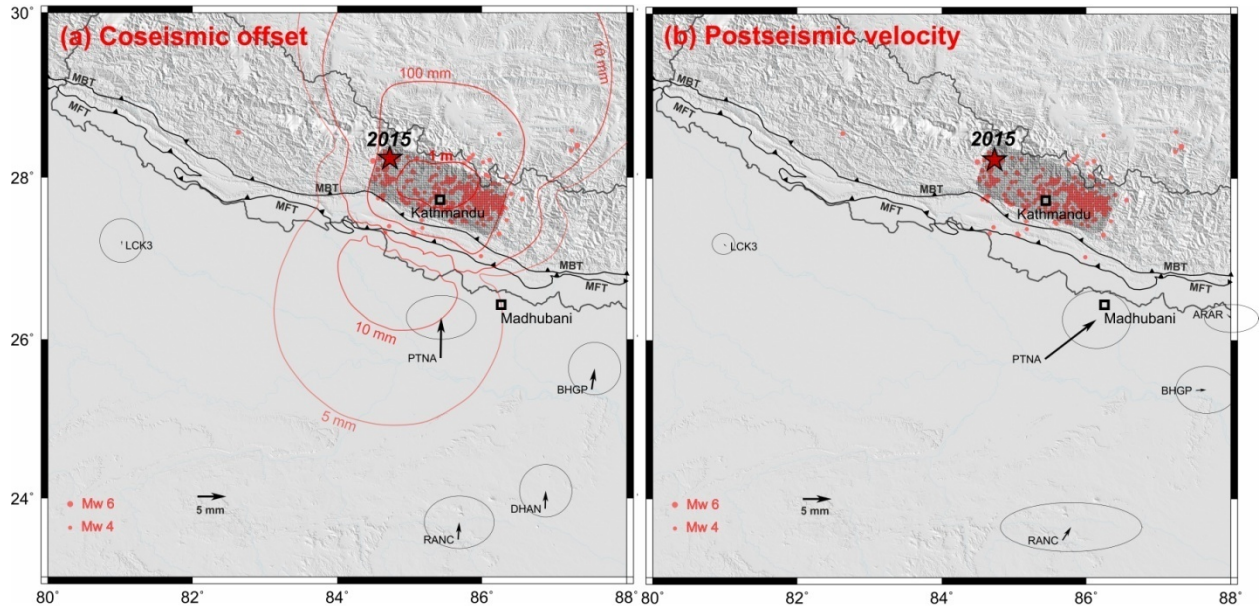 30°
28°
26°
24°
80
82
84
86
88
80
82
84
86
88
(a) Coseismic offset
10 mm
100 mm
MBT
MFT
2015
1 m
MBT
MFT
Kathmandu
LCK3
MBT
MFT
10 mm
Madhubani
PTNA
BHGP
5 mm
Mw 6
Mw 4
5 mm
DHAN
RANC
(b) Postseismic velocity
MBT
MFT
2015
MBT
MFT
Kathmandu
LCK3
MBT
MFT
Madhubani
ARAR
PTNA
BHGP
Mw 6
Mw 4
5 mm
RANC